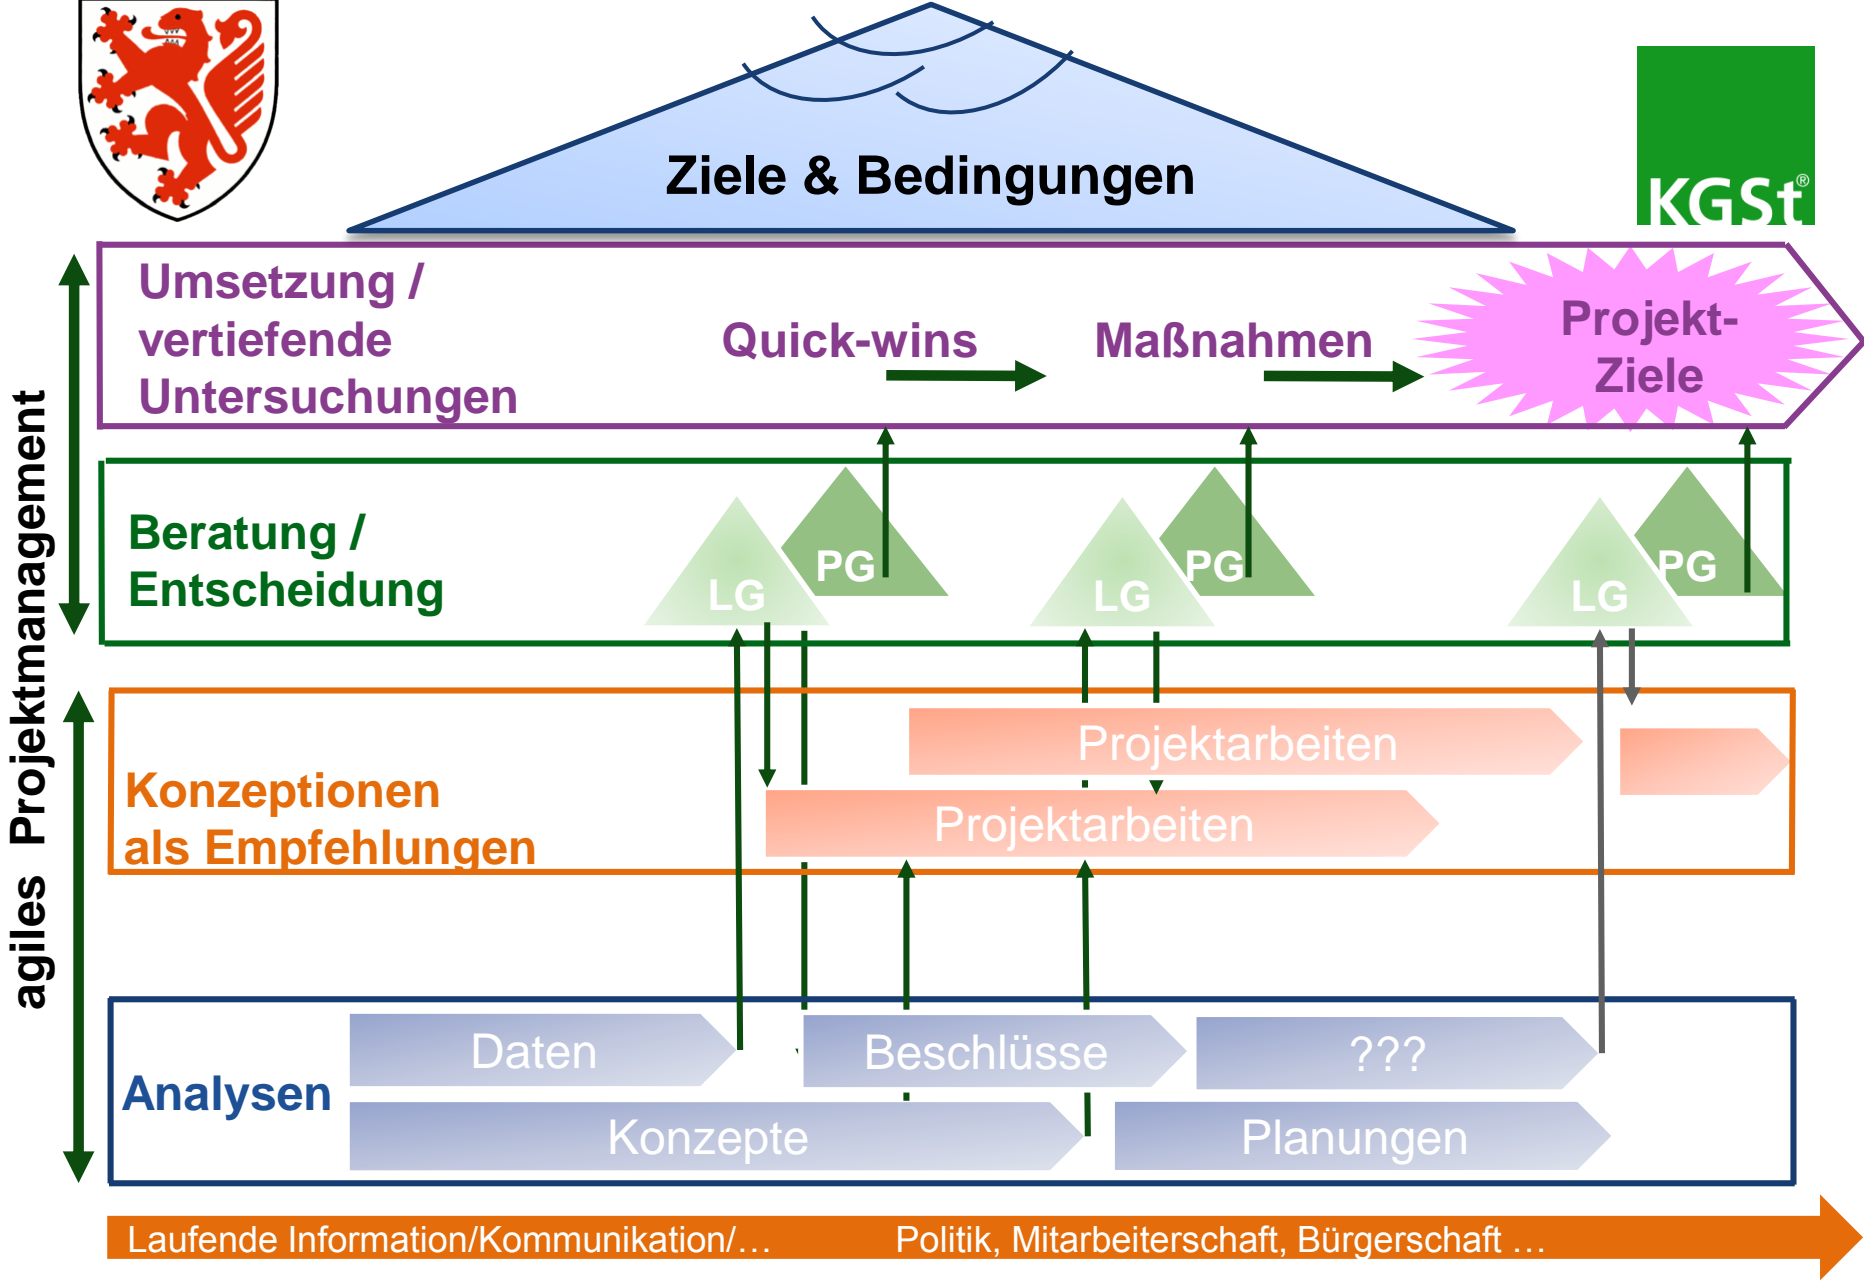 Ziele & Bedingungen
KGSt®
agiles Projektmanagement
Umsetzung /
vertiefende
Untersuchungen
Quick-wins
Maßnahmen
Projekt-
Ziele
Beratung /
Entscheidung
LG
PG
LG
PG
LG
PG
Konzeptionen
als Empfehlungen
Projektarbeiten
Projektarbeiten
Analysen
Daten
Beschlüsse
???
Konzepte
Planungen
Laufende Information/Kommunikation/… Politik, Mitarbeiterschaft, Bürgerschaft …